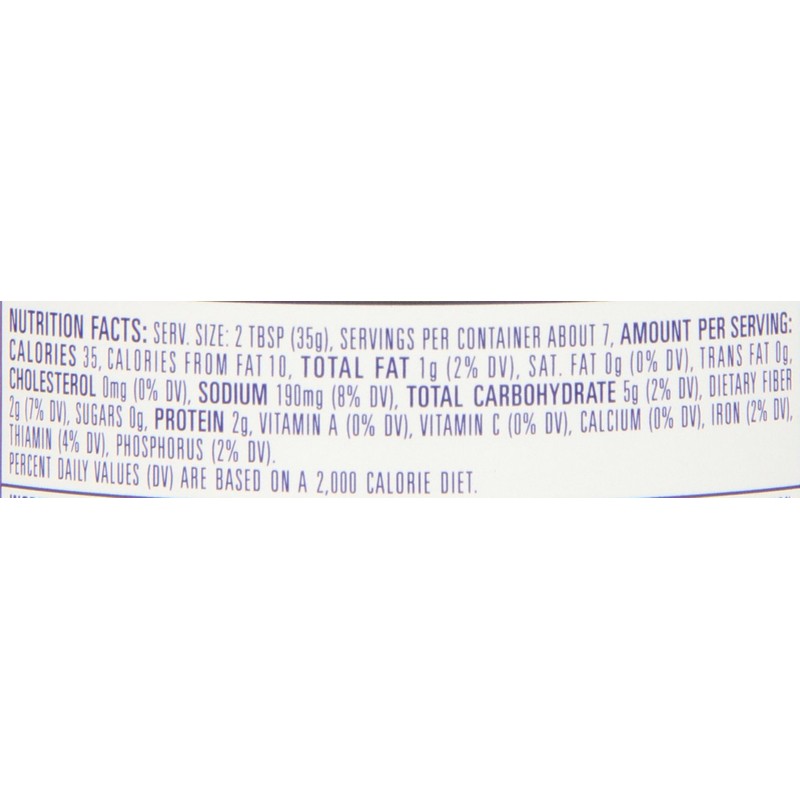 NUTRITION FACTS: SERV. SIZE: 2 TBSP (35g), SERVINGS PER CONTAINER ABOUT 7, AMOUNT PER SERVING:
CALORIES 35, CALORIES FROM FAT 10, TOTAL FAT 1g (2% DV), SAT. FAT 0g (0% DV), TRANS FAT 0g,
CHOLESTEROL 0mg (0% DV), SODIUM 190mg (8% DV), TOTAL CARBOHYDRATE 5g (2% DV), DIETARY FIBER
2g (7% DV), SUGARS 0g, PROTEIN 2g, VITAMIN A (0% DV), VITAMIN C (0% DV), CALCIUM (0% DV), IRON (2% DV),
THIAMIN (4% DV), PHOSPHORUS (2% DV).
PERCENT DAILY VALUES (DV) ARE BASED ON A 2,000 CALORIE DIET.